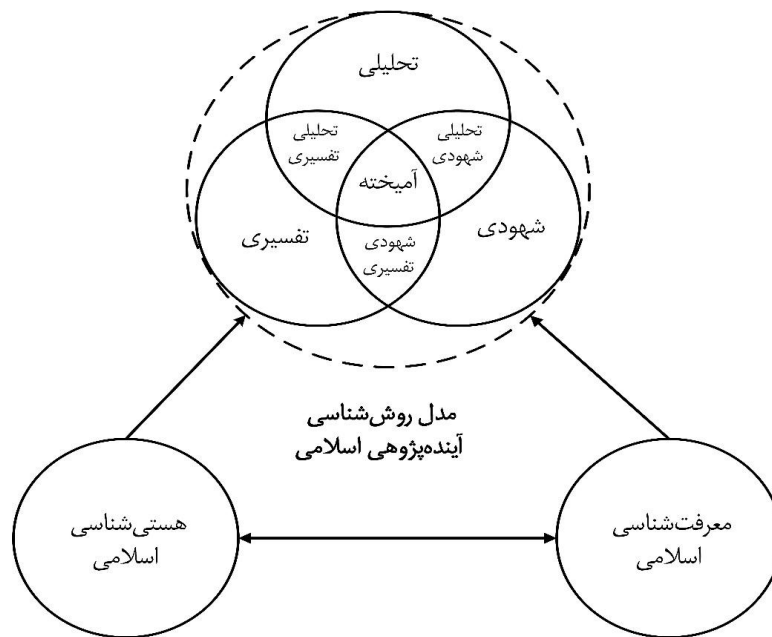 تحلیلی
تحلیلی
تفسیری
تحلیلی
شهودی
آمیخته
تفسیری
شهودی
شهودی
تفسیری
مدل روش‌شناسی
آینده‌پژوهی اسلامی
هستی‌شناسی
اسلامی
معرفت‌شناسی
اسلامی